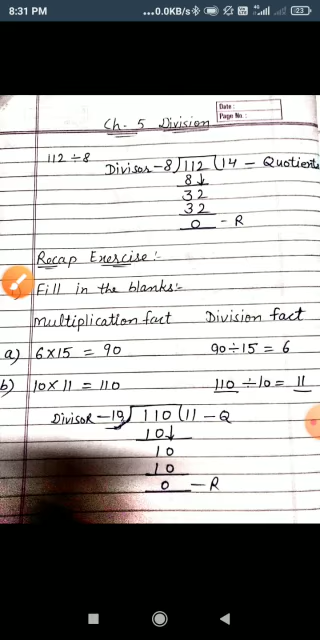 8:31 PM ...0.0KB/s 4G 23
Date :
Page No :
Ch- 5 Division
112 ÷ 8
Divisor - 8) 112 (14 - Quotient
8↓
32
32
0 - R
Recap Exercise :-
Fill in the blanks:-
Multiplication fact Division fact
a) 6 x 15 = 90 90 ÷ 15 = 6
b) 10 x 11 = 110 110 ÷ 10 = 11
Divisor - 10) 110 (11 - Q
10↓
10
10
0 - R